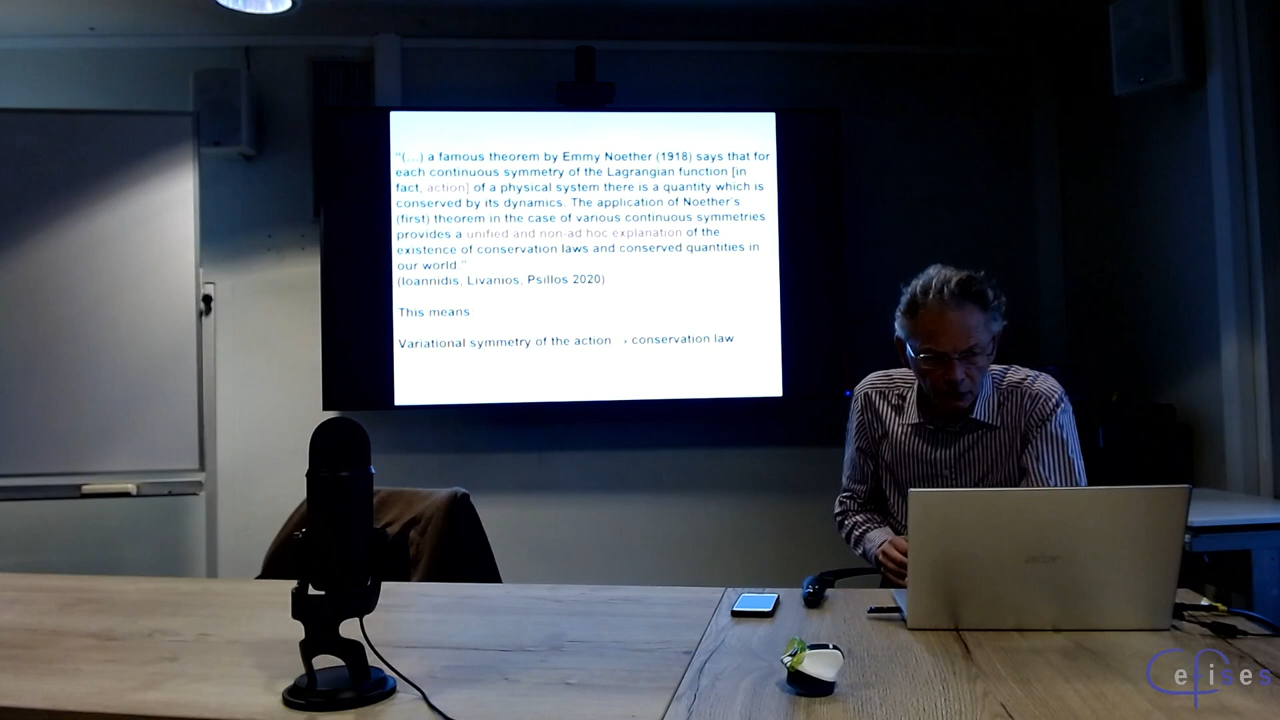 "(...) a famous theorem by Emmy Noether (1918) says that for
each continuous symmetry of the Lagrangian function [in
fact, action] of a physical system there is a quantity which is
conserved by its dynamics. The application of Noether's
(first) theorem in the case of various continuous symmetries
provides a unified and non-ad hoc explanation of the
existence of conservation laws and conserved quantities in
our world."
(Ioannidis, Livanios, Psillos 2020)
This means
Variational symmetry of the action → conservation law
acer
Cefises